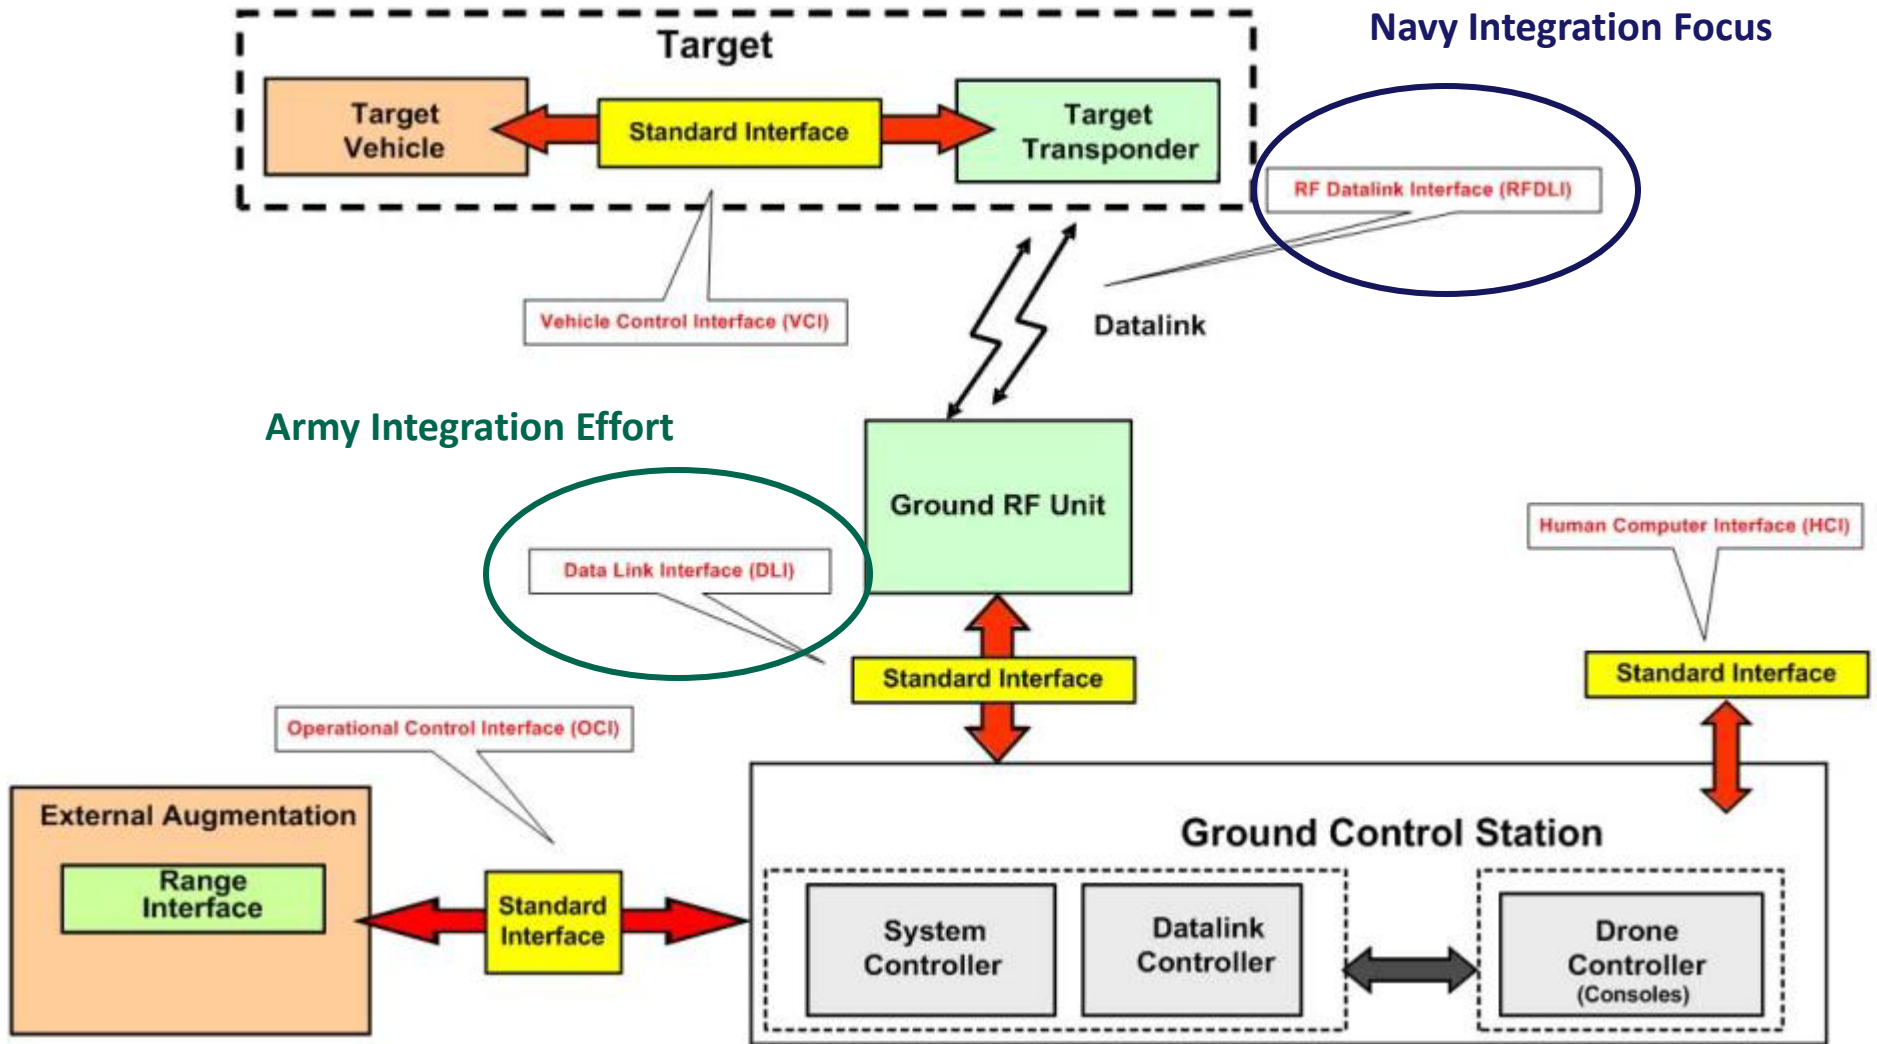 Navy Integration Focus
Target
Target
Vehicle
Standard Interface
Target
Transponder
RF Datalink Interface (RFDLI)
Vehicle Control Interface (VCI)
Datalink
Army Integration Effort
Ground RF Unit
Data Link Interface (DLI)
Human Computer Interface (HCI)
Standard Interface
Standard Interface
Operational Control Interface (OCI)
External Augmentation
Range
Interface
Standard
Interface
Ground Control Station
System
Controller
Datalink
Controller
Drone
Controller
(Consoles)